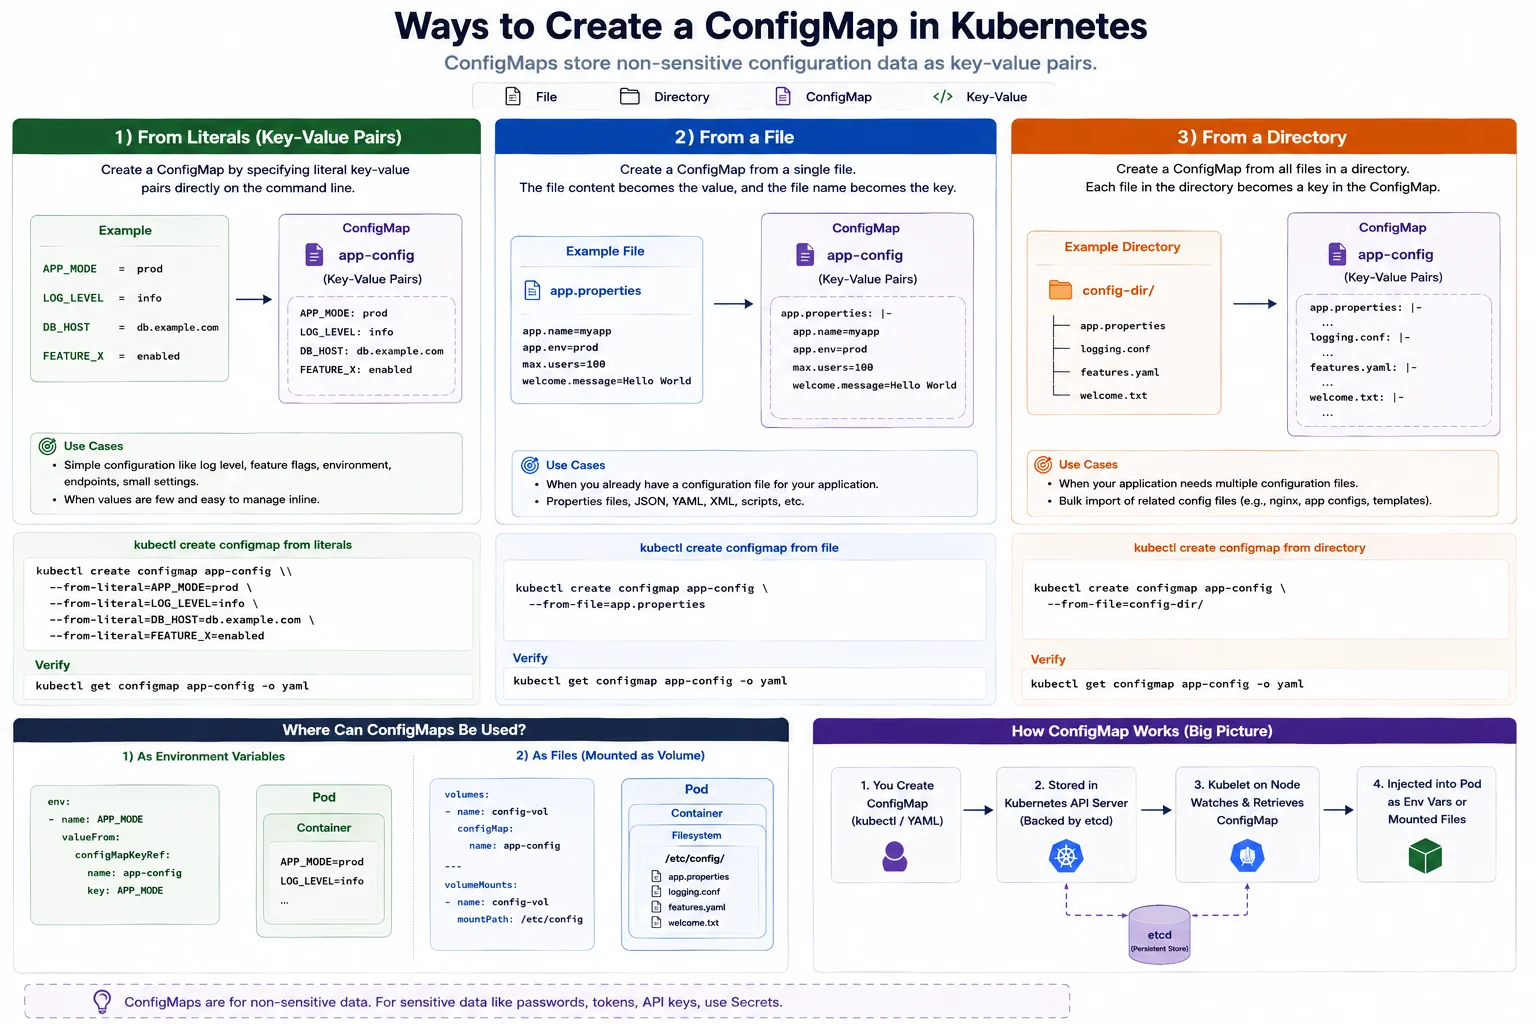 Ways to Create a ConfigMap in Kubernetes
ConfigMaps store non-sensitive configuration data as key-value pairs.
File
Directory
ConfigMap
</> Key-Value
1) From Literals (Key-Value Pairs)
Create a ConfigMap by specifying literal key-value
pairs directly on the command line.
Example
APP_MODE = prod
LOG_LEVEL = info
DB_HOST = db.example.com
FEATURE_X = enabled
ConfigMap
app-config
(Key-Value Pairs)
APP_MODE: prod
LOG_LEVEL: info
DB_HOST: db.example.com
FEATURE_X: enabled
Use Cases
• Simple configuration like log level, feature flags, environment,
endpoints, small settings.
• When values are few and easy to manage inline.
kubectl create configmap from literals
kubectl create configmap app-config \\
--from-literal=APP_MODE=prod \
--from-literal=LOG_LEVEL=info \
--from-literal=DB_HOST=db.example.com \
--from-literal=FEATURE_X=enabled
Verify
kubectl get configmap app-config -o yaml
2) From a File
Create a ConfigMap from a single file.
The file content becomes the value, and the file name becomes the key.
Example File
app.properties
app.name=myapp
app.env=prod
max.users=100
welcome.message=Hello World
ConfigMap
app-config
(Key-Value Pairs)
app.properties: |-
app.name=myapp
app.env=prod
max.users=100
welcome.message=Hello World
Use Cases
• When you already have a configuration file for your application.
• Properties files, JSON, YAML, XML, scripts, etc.
kubectl create configmap from file
kubectl create configmap app-config \
--from-file=app.properties
Verify
kubectl get configmap app-config -o yaml
3) From a Directory
Create a ConfigMap from all files in a directory.
Each file in the directory becomes a key in the ConfigMap.
Example Directory
config-dir/
app.properties
logging.conf
features.yaml
welcome.txt
ConfigMap
app-config
(Key-Value Pairs)
app.properties: |-
...
logging.conf: |-
...
features.yaml: |-
...
welcome.txt: |-
...
Use Cases
• When your application needs multiple configuration files.
• Bulk import of related config files (e.g., nginx, app configs, templates).
kubectl create configmap from directory
kubectl create configmap app-config \
--from-file=config-dir/
Verify
kubectl get configmap app-config -o yaml
Where Can ConfigMaps Be Used?
1) As Environment Variables
env:
- name: APP_MODE
valueFrom:
configMapKeyRef:
name: app-config
key: APP_MODE
Pod
Container
APP_MODE=prod
LOG_LEVEL=info
...
2) As Files (Mounted as Volume)
volumes:
- name: config-vol
configMap:
name: app-config
---
volumeMounts:
- name: config-vol
mountPath: /etc/config
Pod
Container
Filesystem
/etc/config/
app.properties
logging.conf
features,yaml
welcome.txt
How ConfigMap Works (Big Picture)
1. You Create
ConfigMap
(kubectl / YAML)
2. Stored in
Kubernetes API Server
(Backed by etcd)
3. Kubelet on Node
Watches & Retrieves
ConfigMap
4. Injected into Pod
as Env Vars or
Mounted Files
etcd
(Persistent Store)
ConfigMaps are for non-sensitive data. For sensitive data like passwords, tokens, API keys, use Secrets.